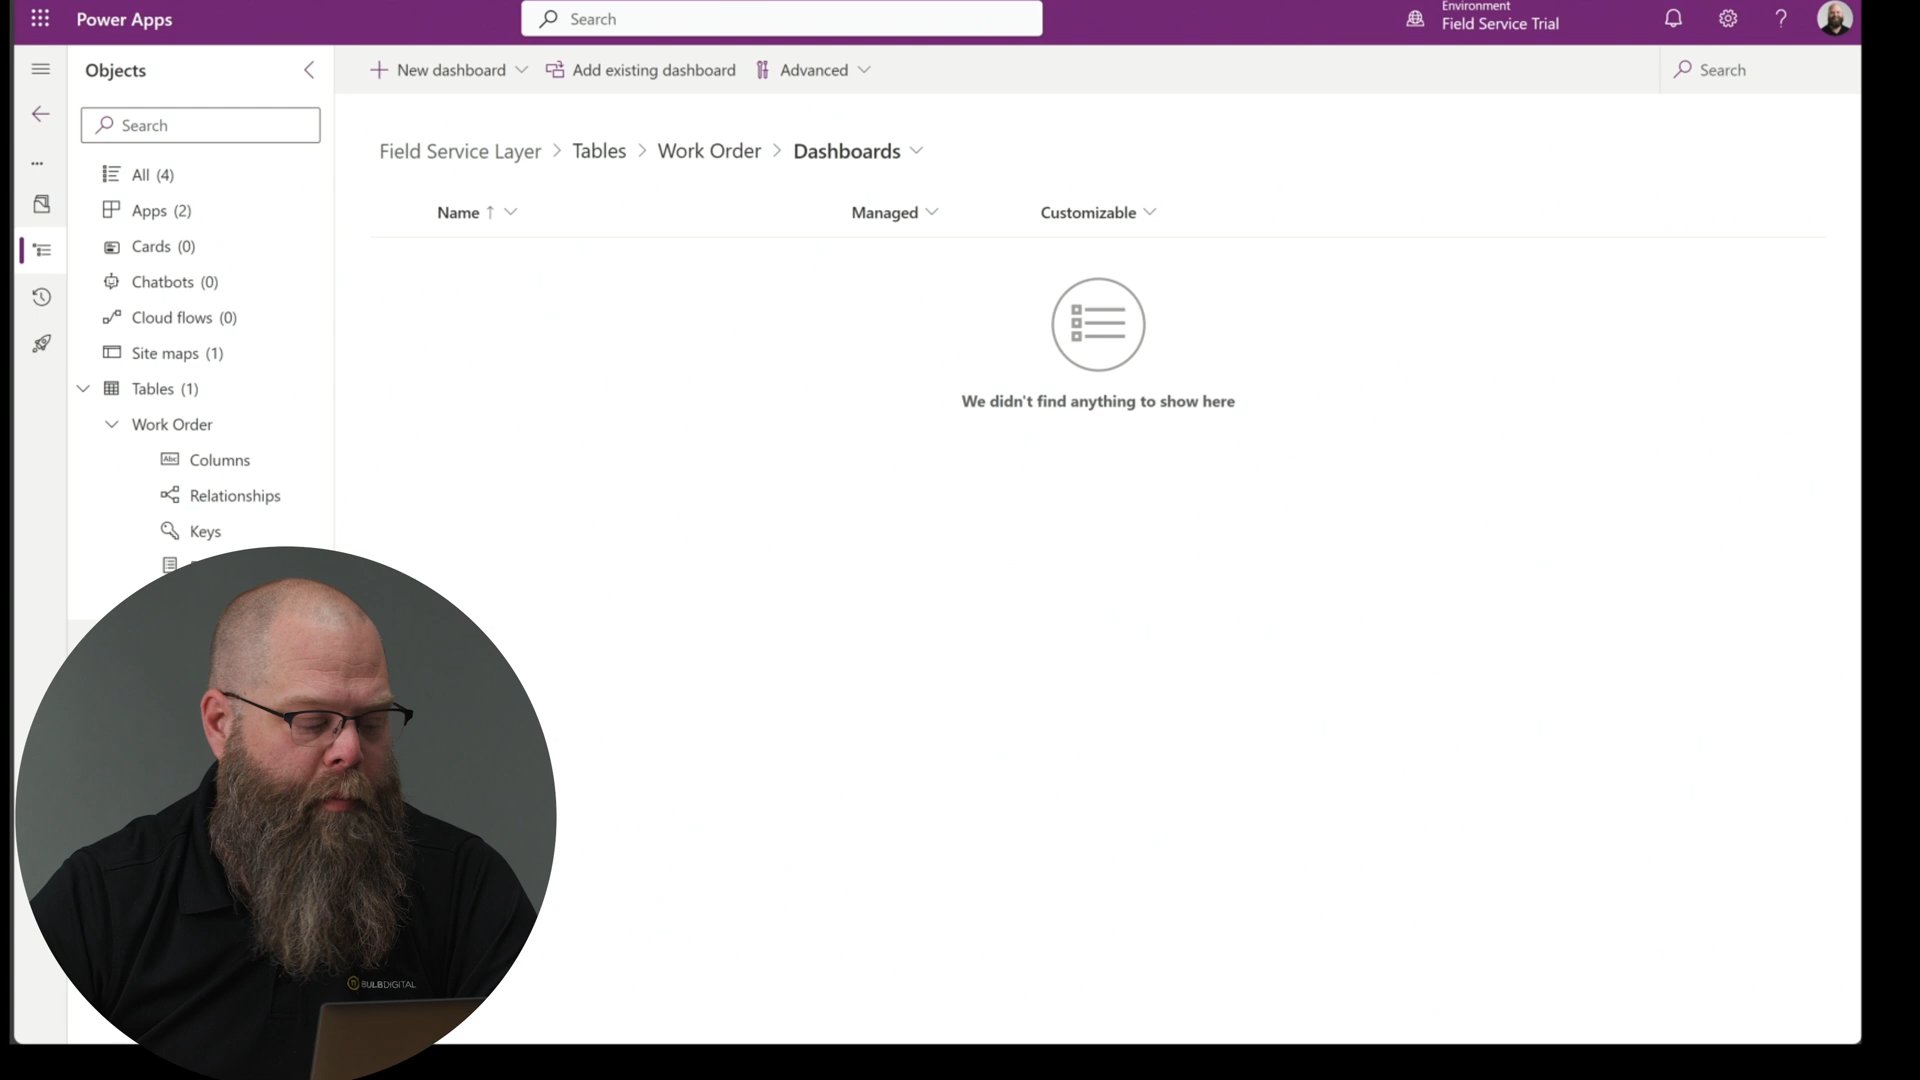 Power Apps
Search
Environment
Field Service Trial
?
Objects
New dashboard
Add existing dashboard
Advanced
Search
Search
Field Service Layer > Tables > Work Order > Dashboards
All (4)
Apps (2)
Cards (0)
Chatbots (0)
Cloud flows (0)
Site maps (1)
Tables (1)
Work Order
Abc Columns
Relationships
Keys
Name ↑
Managed
Customizable
We didn't find anything to show here
BULBDIGITAL